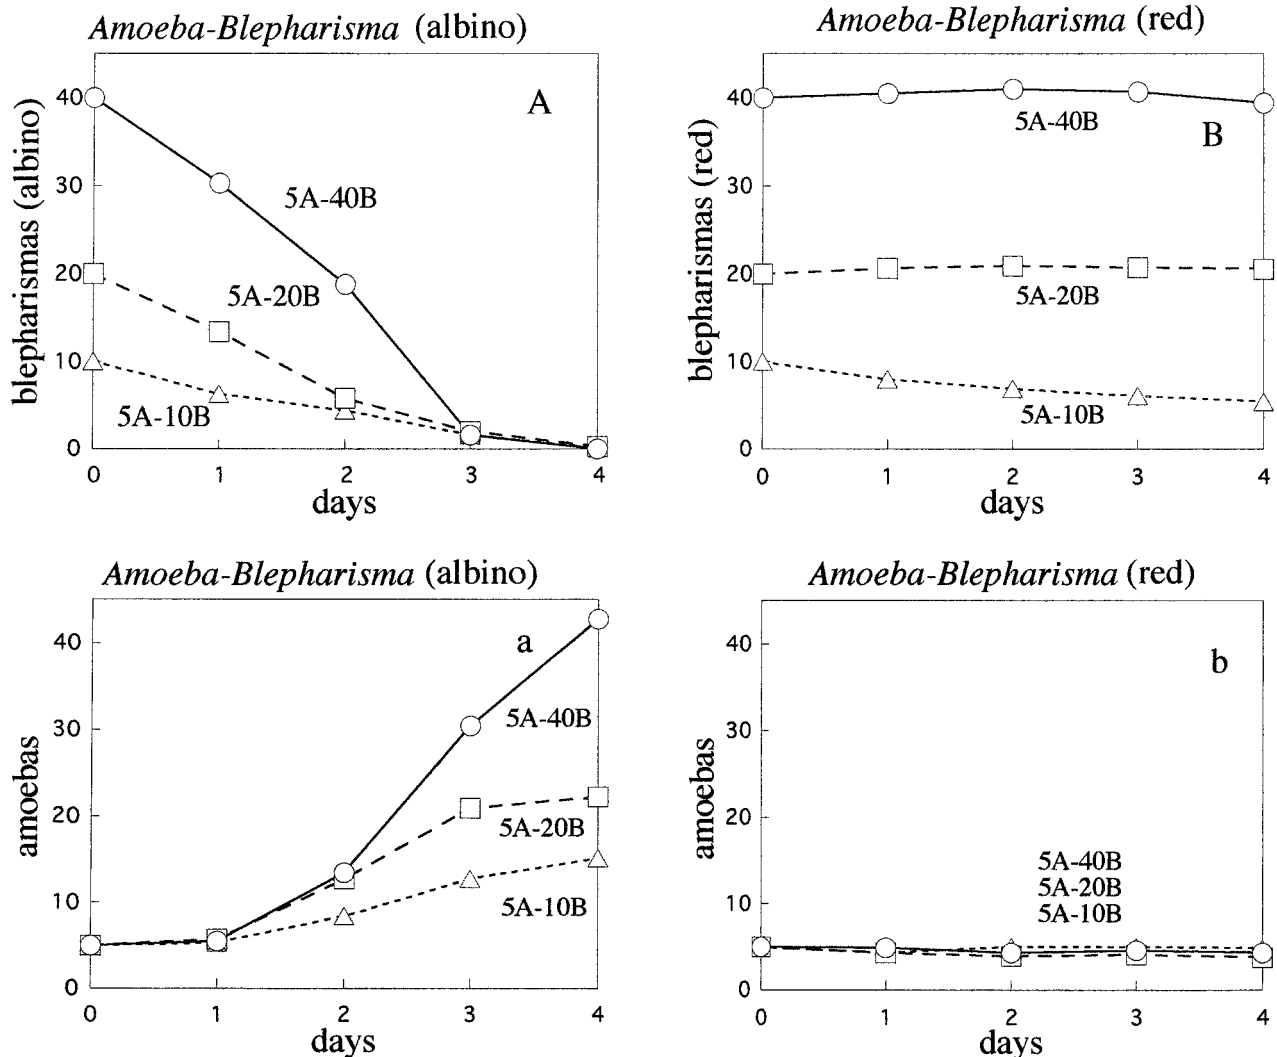 Amoeba-Blepharisma (albino)
blepharismas (albino)
40
30
20
10
0
A
5A-40B
5A-20B
5A-10B
0 1 2 3 4
days
Amoeba-Blepharisma (red)
blepharismas (red)
40
30
20
10
0
5A-40B
B
5A-20B
5A-10B
0 1 2 3 4
days
Amoeba-Blepharisma (albino)
amoebas
40
30
20
10
0
a
5A-40B
5A-20B
5A-10B
0 1 2 3 4
days
Amoeba-Blepharisma (red)
amoebas
40
30
20
10
0
b
5A-40B
5A-20B
5A-10B
0 1 2 3 4
days